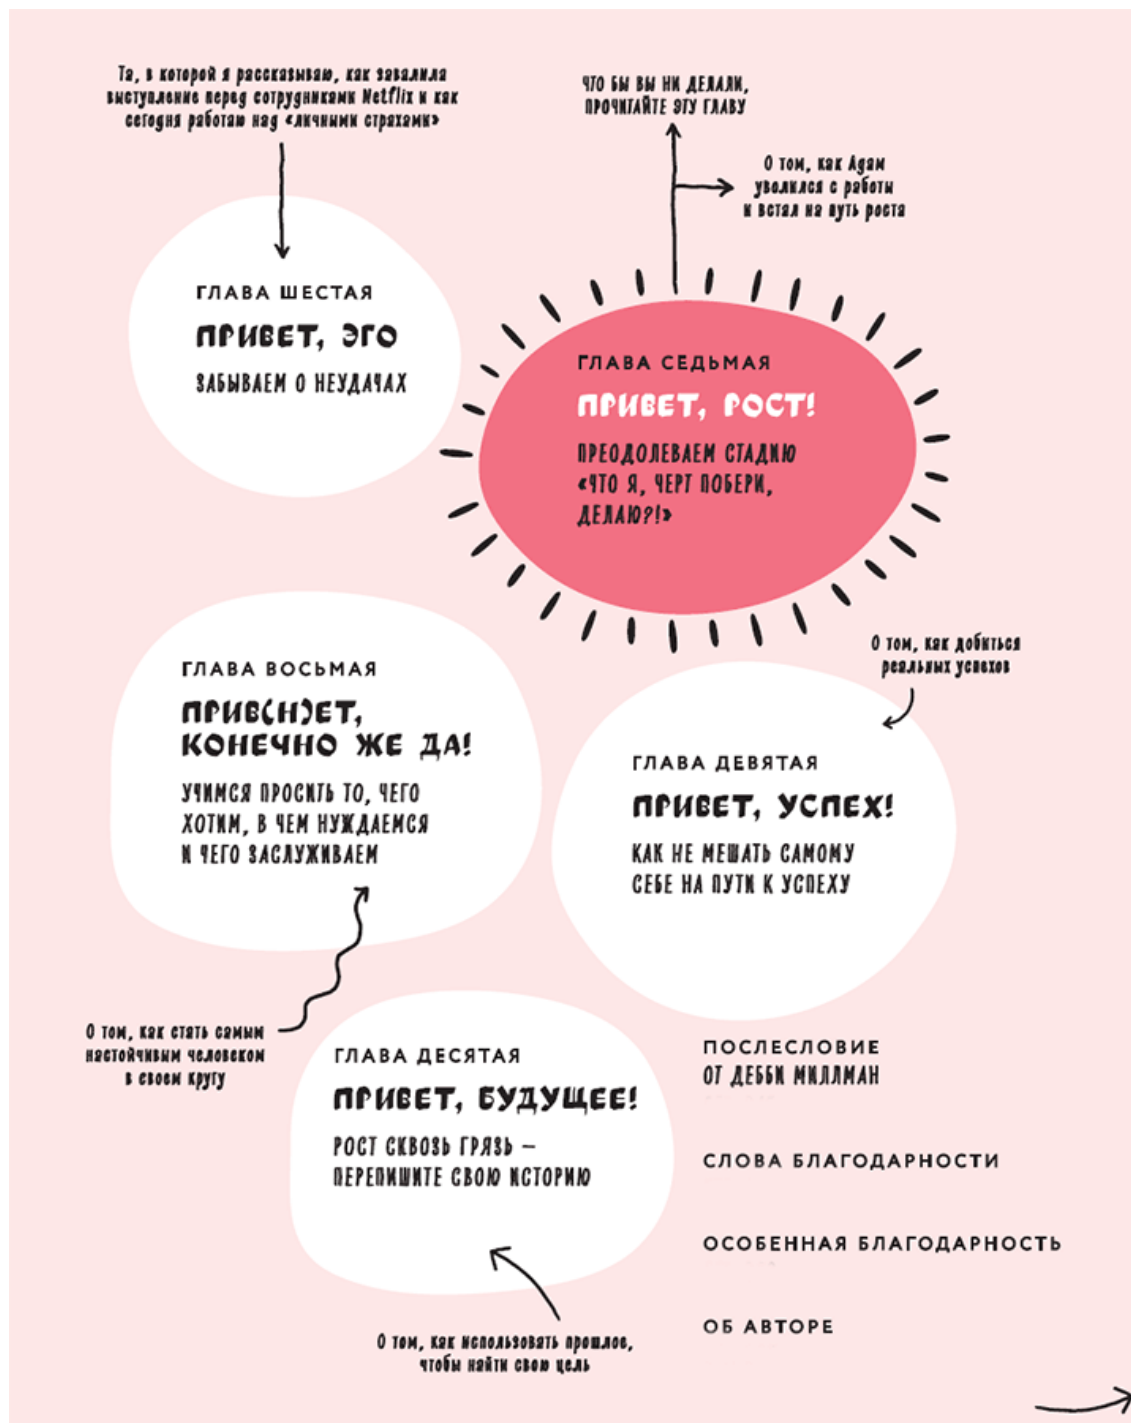 Та, в которой я рассказываю, как завалила
выступление перед сотрудниками Netflix и как
сегодня работаю над «личными страхами»
ГЛАВА ШЕСТАЯ
ПРИВЕТ, ЭГО
ЗАБЫВАЕМ О НЕУДАЧАХ
ЧТО БЫ ВЫ НИ ДЕЛАЛИ,
ПРОЧИТАЙТЕ ЭТУ ГЛАВУ
О том, как Адам
уволился с работы
и встал на путь роста
ГЛАВА СЕДЬМАЯ
ПРИВЕТ, РОСТ!
ПРЕОДОЛЕВАЕМ СТАДИЮ
«ЧТО Я, ЧЕРТ ПОБЕРИ,
ДЕЛАЮ?!»
ГЛАВА ВОСЬМАЯ
ПРИВ(Н)ЕТ,
КОНЕЧНО ЖЕ ДА!
УЧИМСЯ ПРОСИТЬ ТО, ЧЕГО
ХОТИМ, В ЧЕМ НУЖДАЕМСЯ
И ЧЕГО ЗАСЛУЖИВАЕМ
О том, как стать самым
настойчивым человеком
в своем кругу
О том, как добиться
реальных успехов
ГЛАВА ДЕВЯТАЯ
ПРИВЕТ, УСПЕХ!
КАК НЕ МЕШАТЬ САМОМУ
СЕБЕ НА ПУТИ К УСПЕХУ
ГЛАВА ДЕСЯТАЯ
ПРИВЕТ, БУДУЩЕЕ!
РОСТ СКВОЗЬ ГРЯЗЬ —
ПЕРЕПИШИТЕ СВОЮ ИСТОРИЮ
О том, как использовать прошлое,
чтобы найти свою цель
ПОСЛЕСЛОВИЕ
ОТ ДЕББИ МИЛЛМАН
СЛОВА БЛАГОДАРНОСТИ
ОСОБЕННАЯ БЛАГОДАРНОСТЬ
ОБ АВТОРЕ